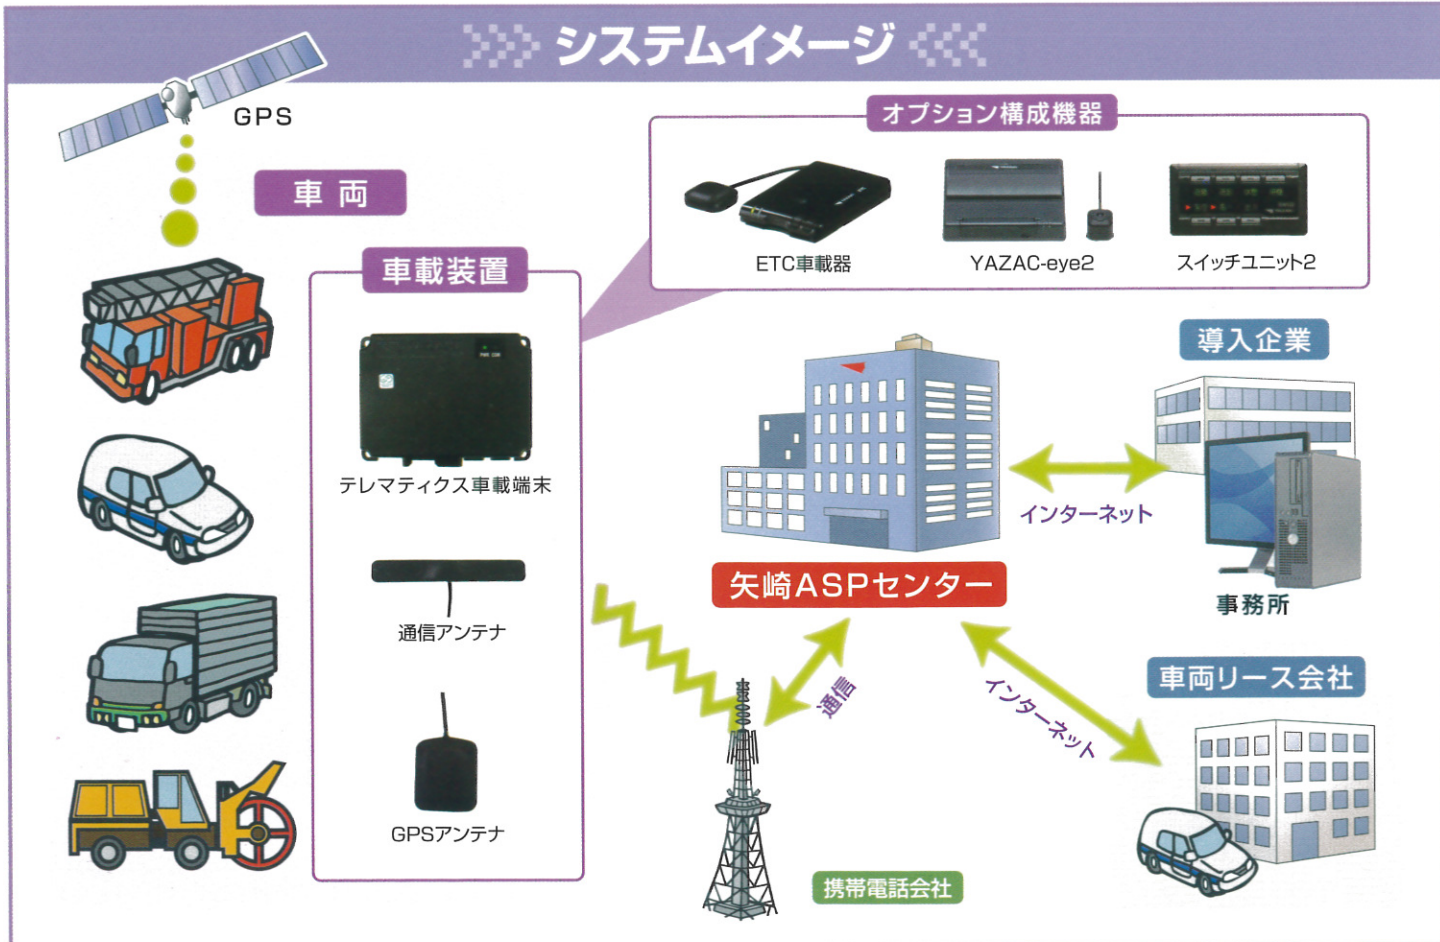 システムイメージ
GPS
車両
オプション構成機器
ETC車載器
YAZAC-eye2
スイッチユニット2
車載装置
テレマティクス車載端末
通信アンテナ
GPSアンテナ
導入企業
インターネット
事務所
矢崎ASPセンター
通信
インターネット
車両リース会社
携帯電話会社